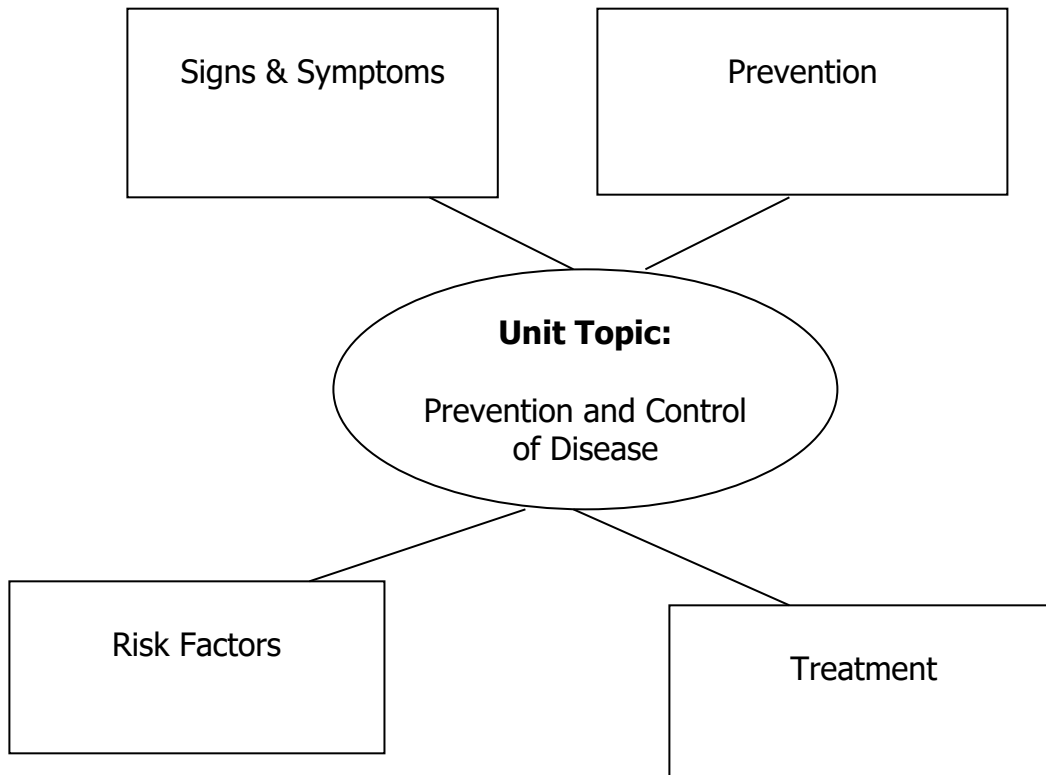 Signs & Symptoms
Prevention
Unit Topic:
Prevention and Control
of Disease
Risk Factors
Treatment